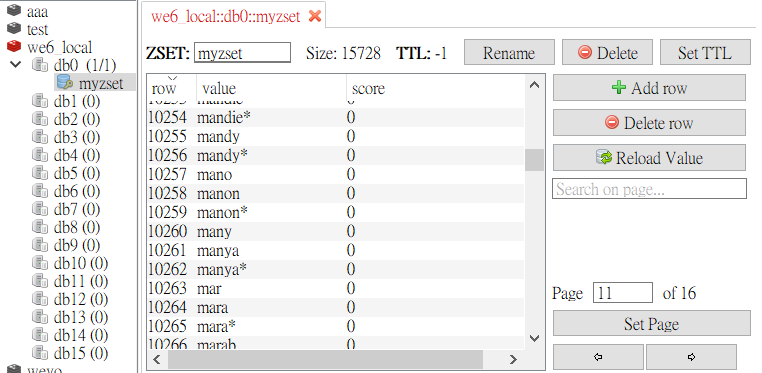 aaa
test
we6_local
db0 (1/1)
myzset
db1 (0)
db2 (0)
db3 (0)
db4 (0)
db5 (0)
db6 (0)
db7 (0)
db8 (0)
db9 (0)
db10 (0)
db11 (0)
db12 (0)
db13 (0)
db14 (0)
db15 (0)
wevo
we6_local::db0::myzset
ZSET: myzset Size: 15728 TTL: -1 Rename Delete Set TTL
row value score
10253 mandie 0
10254 mandie* 0
10255 mandy 0
10256 mandy* 0
10257 mano 0
10258 manon 0
10259 manon* 0
10260 many 0
10261 manya 0
10262 manya* 0
10263 mar 0
10264 mara 0
10265 mara* 0
10266 marab 0
Add row
Delete row
Reload Value
Search on page...
Page 11 of 16
Set Page